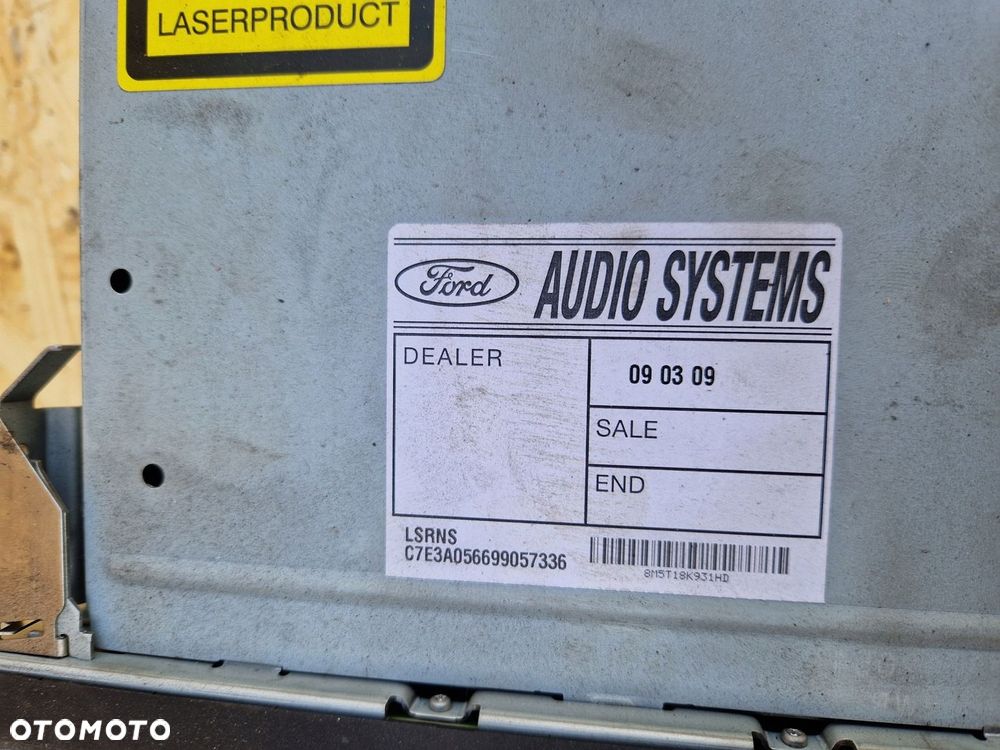 LASERPRODUCT
Ford AUDIO SYSTEMS
DEALER
09 03 09
SALE
END
LSRNS
C7E3A056699057336
8M5T18K931HD
OTOMOTO